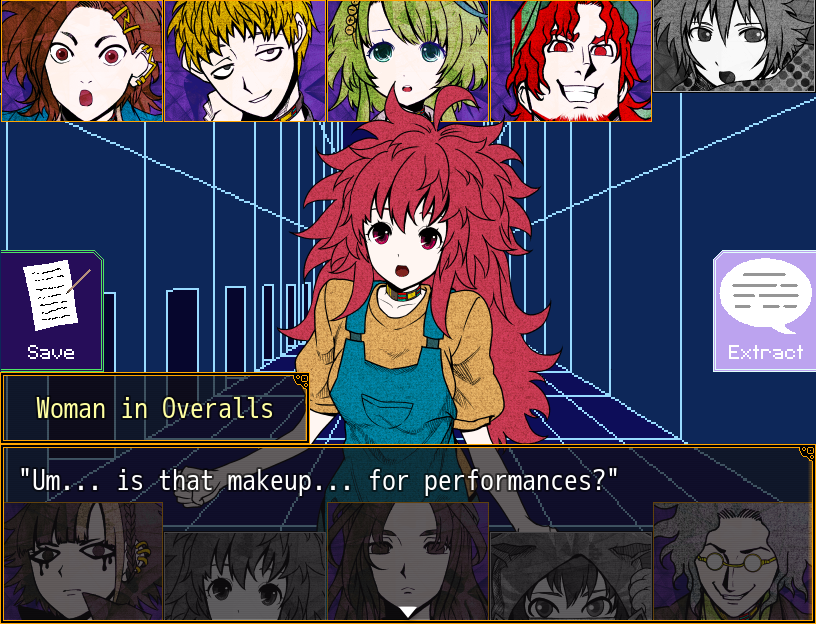 Save
Extract
Woman in Overalls
"Um... is that makeup... for performances?"